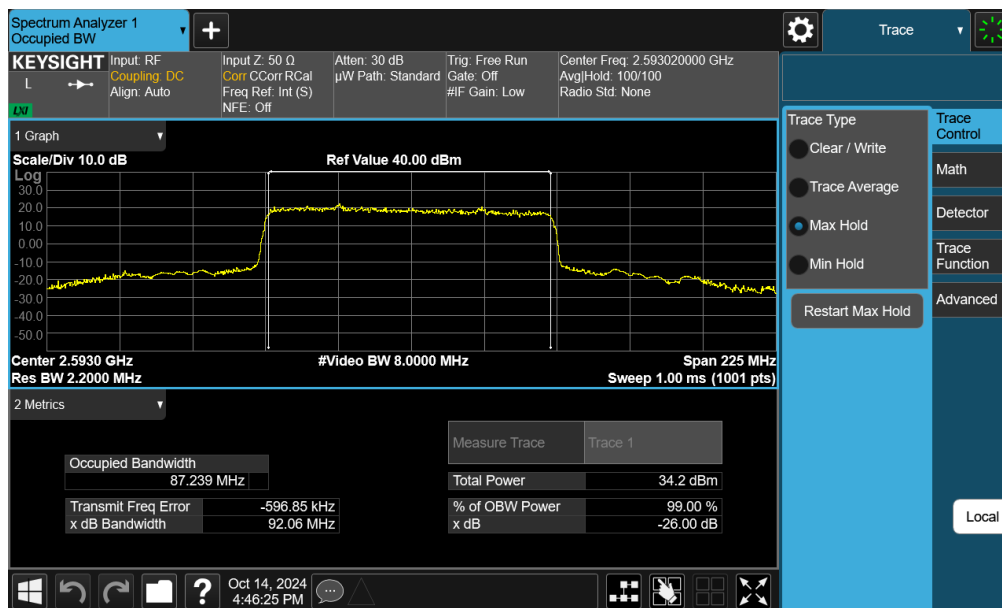 Spectrum Analyzer 1
Occupied BW
Trace
KEYSIGHT
L
LXI
Input: RF
Coupling: DC
Align: Auto
Input Z: 50 Ω
Corr CCorr RCal
Freq Ref: Int (S)
NFE: Off
Atten: 30 dB
µW Path: Standard
Trig: Free Run
Gate: Off
#IF Gain: Low
Center Freq: 2.593020000 GHz
Avg|Hold: 100/100
Radio Std: None
1 Graph
Scale/Div 10.0 dB
Ref Value 40.00 dBm
Log
30.0
20.0
10.0
0.00
-10.0
-20.0
-30.0
-40.0
-50.0
Center 2.5930 GHz
#Video BW 8.0000 MHz
Span 225 MHz
Res BW 2.2000 MHz
Sweep 1.00 ms (1001 pts)
2 Metrics
Measure Trace
Trace 1
Occupied Bandwidth
87.239 MHz
Total Power
34.2 dBm
Transmit Freq Error
-596.85 kHz
% of OBW Power
99.00 %
x dB Bandwidth
92.06 MHz
x dB
-26.00 dB
Trace Type
Clear / Write
Trace Average
Max Hold
Min Hold
Restart Max Hold
Trace
Control
Math
Detector
Trace
Function
Advanced
Local
?
Oct 14, 2024
4:46:25 PM